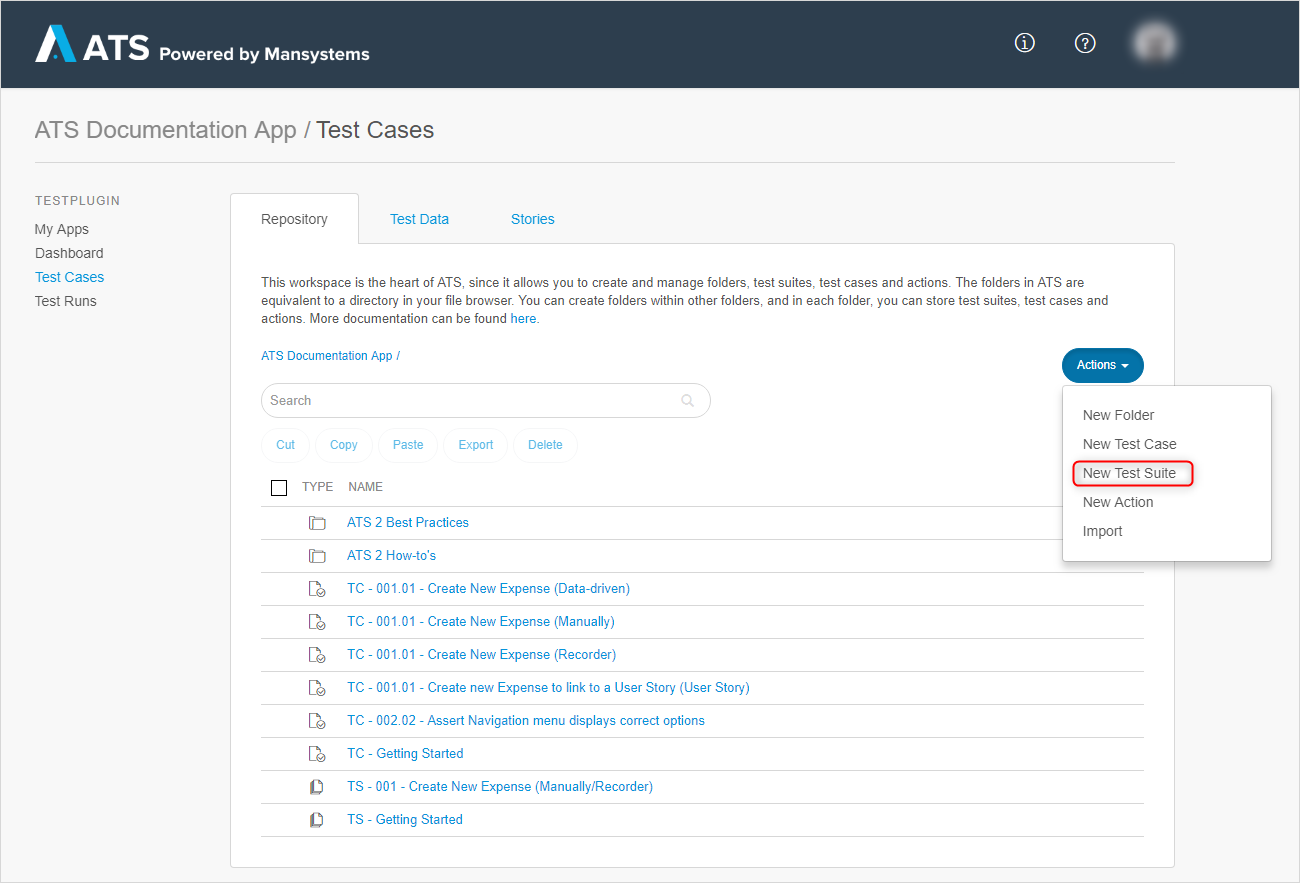 ATS Powered by Mansystems
ATS Documentation App / Test Cases
TESTPLUGIN
My Apps
Dashboard
Test Cases
Test Runs
Repository
Test Data
Stories
This workspace is the heart of ATS, since it allows you to create and manage folders, test suites, test cases and actions. The folders in ATS are
equivalent to a directory in your file browser. You can create folders within other folders, and in each folder, you can store test suites, test cases and
actions. More documentation can be found here.
ATS Documentation App /
Actions
Search
Cut
Copy
Paste
Export
Delete
New Folder
New Test Case
New Test Suite
New Action
Import
TYPE NAME
ATS 2 Best Practices
ATS 2 How-to's
TC - 001.01 - Create New Expense (Data-driven)
TC - 001.01 - Create New Expense (Manually)
TC - 001.01 - Create New Expense (Recorder)
TC - 001.01 - Create new Expense to link to a User Story (User Story)
TC - 002.02 - Assert Navigation menu displays correct options
TC - Getting Started
TS - 001 - Create New Expense (Manually/Recorder)
TS - Getting Started